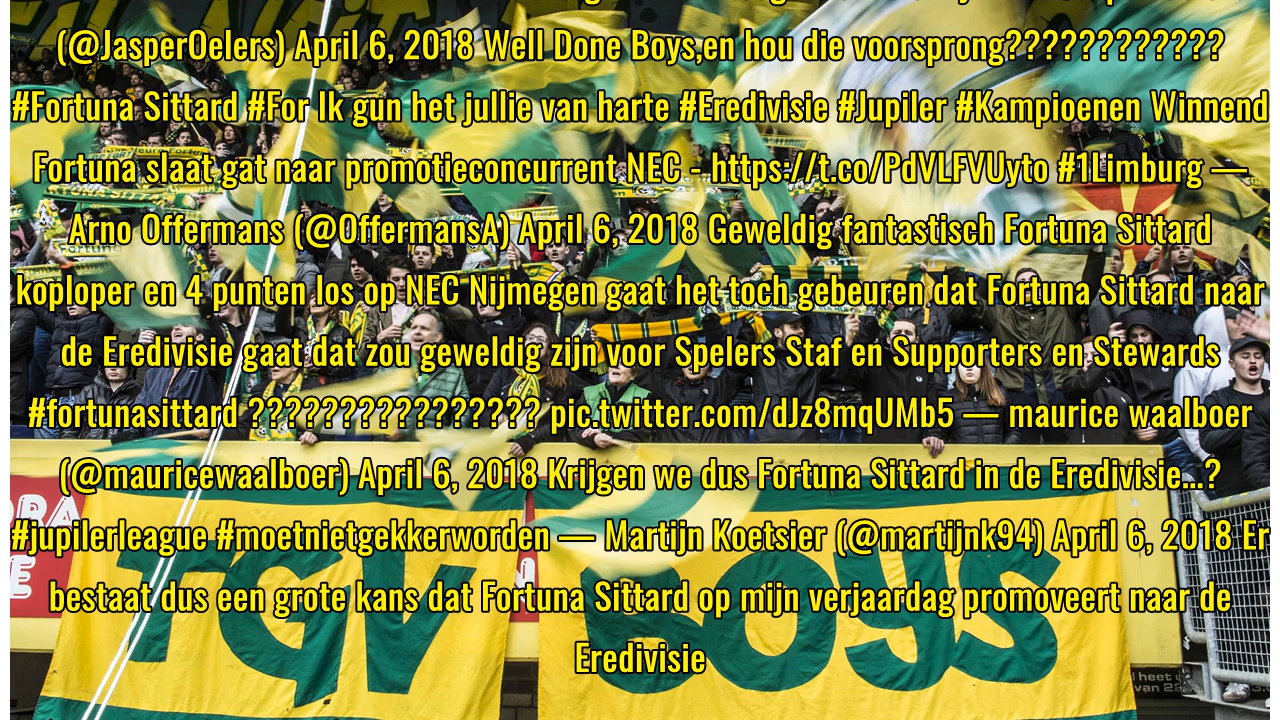 (@JasperOelers) April 6, 2018 Well Done Boys,en hou die voorsprong????????????
#Fortuna Sittard #For Ik gun het jullie van harte #Eredivisie #Jupiler #Kampioenen Winnend
Fortuna slaat gat naar promotieconcurrent NEC - https://t.co/PdVLFVUyto #1Limburg —
Arno Offermans (@OffermansA) April 6, 2018 Geweldig fantastisch Fortuna Sittard
koploper en 4 punten los op NEC Nijmegen gaat het toch gebeuren dat Fortuna Sittard naar
de Eredivisie gaat dat zou geweldig zijn voor Spelers Staf en Supporters en Stewards
#fortunasittard ???????????????? pic.twitter.com/dJz8mqUMb5 — maurice waalboer
(@mauricewaalboer) April 6, 2018 Krijgen we dus Fortuna Sittard in de Eredivisie...?
#jupilerleague #moetnietgekkerworden — Martijn Koetsier (@martijnk94) April 6, 2018 Er
bestaat dus een grote kans dat Fortuna Sittard op mijn verjaardag promoveert naar de
Eredivisie
FGV BOYS